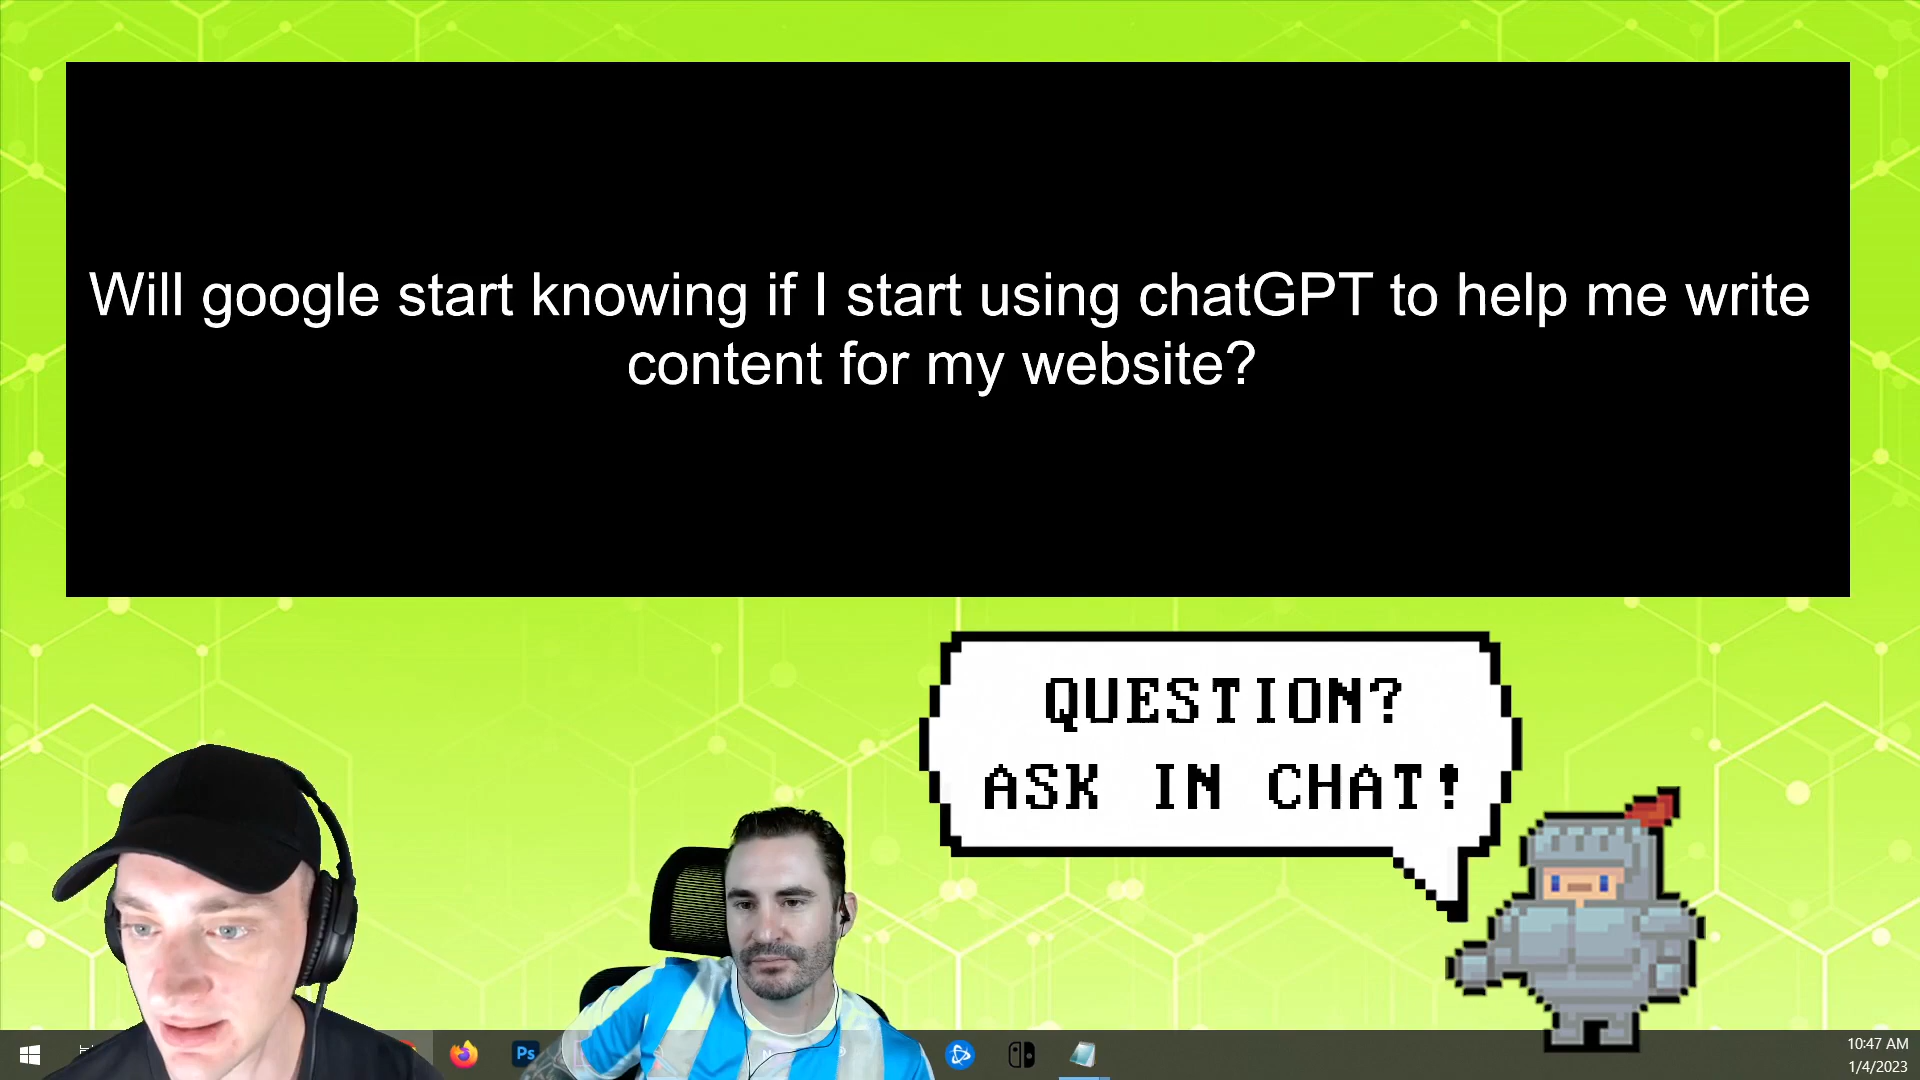 Will google start knowing if I start using chatGPT to help me write
content for my website?
QUESTION?
ASK IN CHAT!
Ps
10:47 AM
1/4/2023